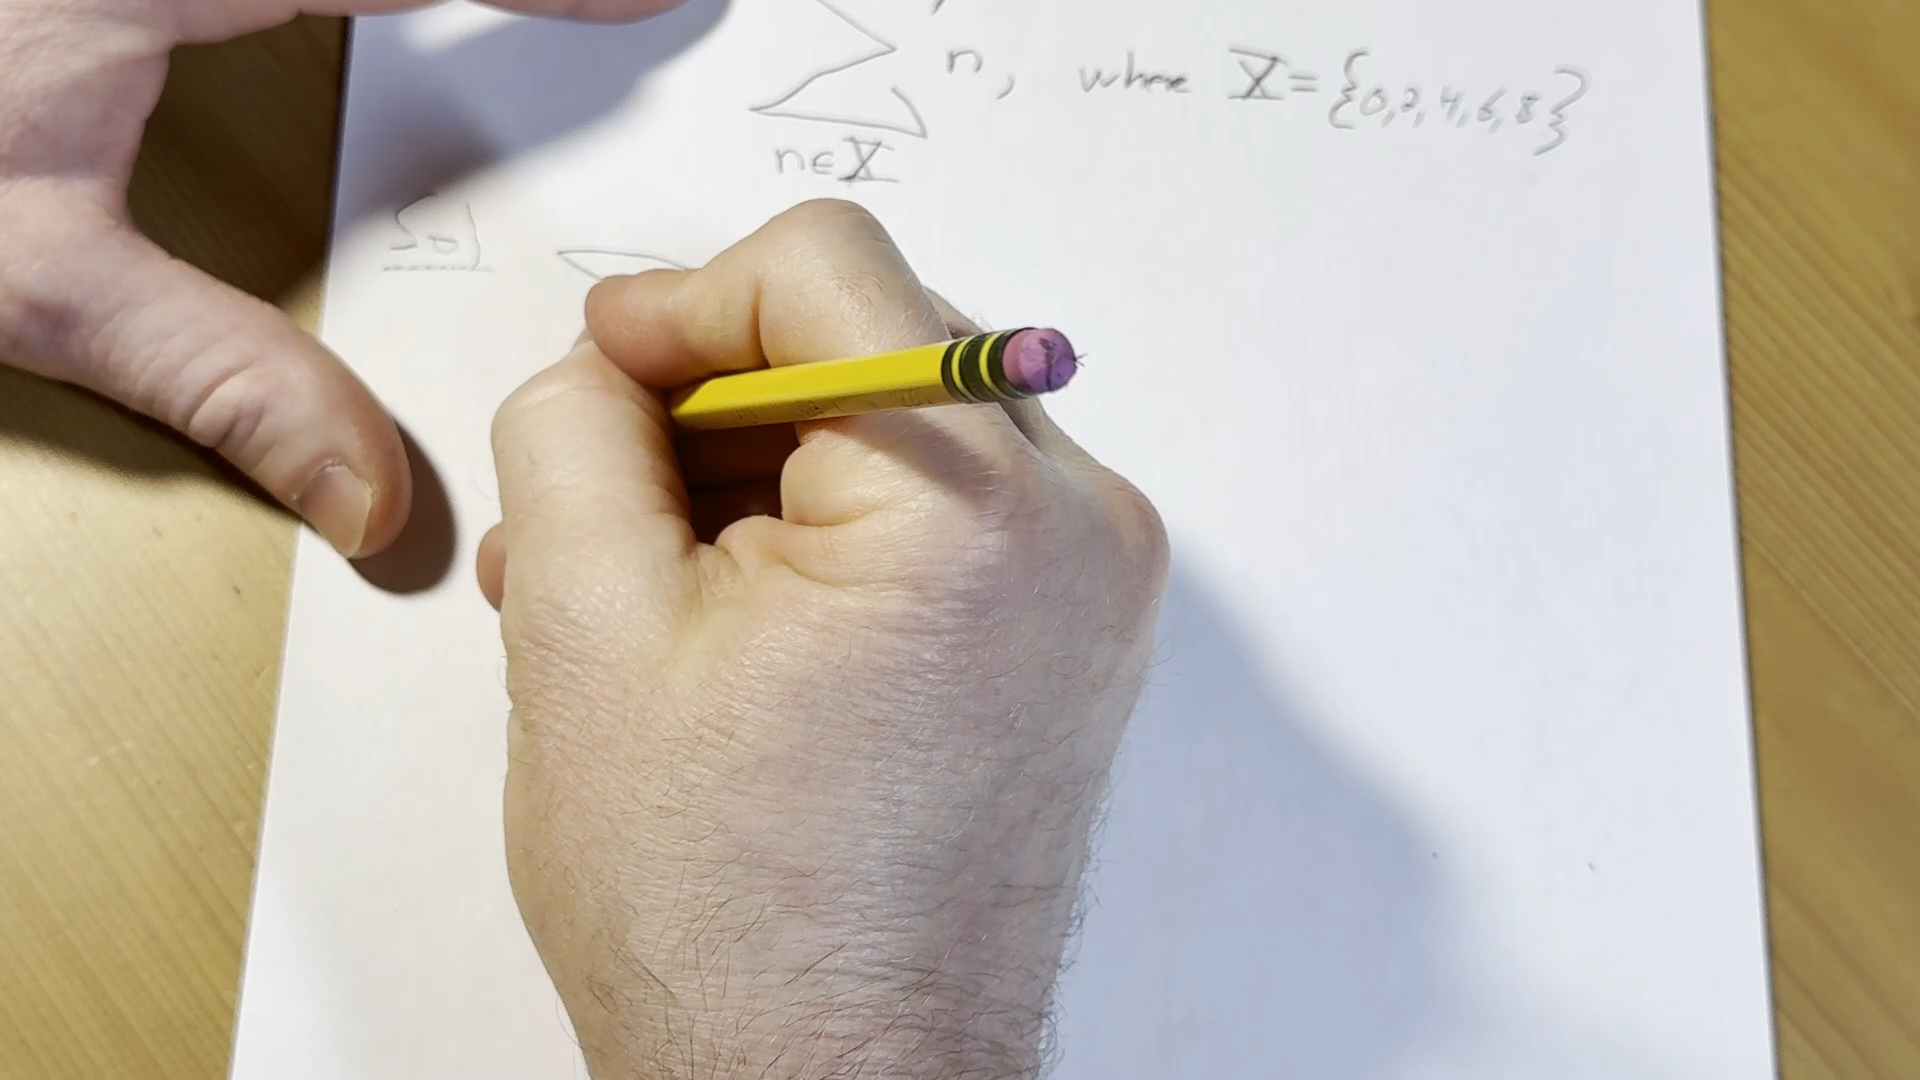 ∑ n, where X = {0,2,4,6,8}
n∈X
Sol